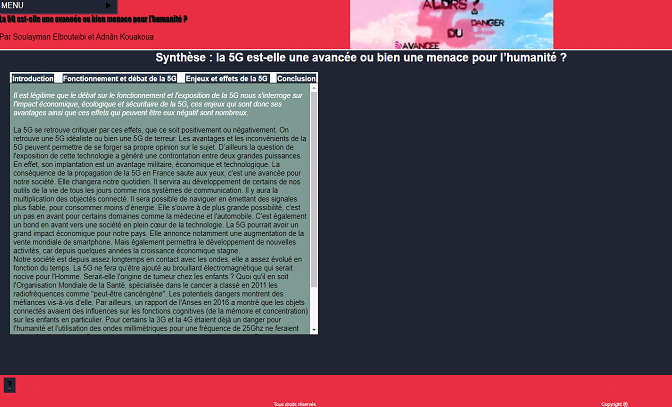 MENU
La 5G est-elle une avancée ou bien menace pour l'humanité ?
Par Soulayman Elbouteibi et Adnân Kouakoua
ALORS
DANGER
DU
AVANCÉE
Synthèse : la 5G est-elle une avancée ou bien une menace pour l'humanité ?
Introduction Fonctionnement et débat de la 5G Enjeux et effets de la 5G Conclusion
Il est légitime que le débat sur le fonctionnement et l'exposition de la 5G nous s'interroge sur
l'impact économique, écologique et sécuritaire de la 5G, ces enjeux qui sont donc ses
avantages ainsi que ces effets qui peuvent être eux négatif sont nombreux.
La 5G se retrouve critiquer par ces effets, que ce soit positivement ou négativement. On
retrouve une 5G idéaliste ou bien une 5G de terreur. Les avantages et les inconvénients de la
5G peuvent permettre de se forger sa propre opinion sur le sujet. D'ailleurs la question de
l'exposition de cette technologie a généré une confrontation entre deux grandes puissances.
En effet, son implantation est un avantage militaire, économique et technologique. La
conséquence de la propagation de la 5G en France saute aux yeux, c'est une avancée pour
notre société. Elle changera notre quotidien. Il servira au développement de certains de nos
outils de la vie de tous les jours comme nos systèmes de communication. Il y aura la
multiplication des objets connecté. Il sera possible de naviguer en émettant des signales
plus fiable, pour consommer moins d'énergie. Elle s'ouvre à de plus grande possibilité, c'est
un pas en avant pour certains domaines comme la médecine et l'automobile. C'est également
un bond en avant vers une société en plein cœur de la technologie. La 5G pourrait avoir un
grand impact économique pour notre pays. Elle annonce notamment une augmentation de la
vente mondiale de smartphone. Mais également permettra le développement de nouvelles
activités, car depuis quelques années la croissance économique stagne.
Notre société est depuis assez longtemps en contact avec les ondes, elle a assez évolué en
fonction du temps. La 5G ne fera qu'être ajouté au brouillard électromagnétique qui serait
nocive pour l'Homme. Serait-elle l'origine de tumeur chez les enfants ? Quoi qu'il en soit
l'Organisation Mondiale de la Santé, spécialisée dans le cancer a classé en 2011 les
radiofréquences comme "peut-être cancérigène". Les potentiels dangers montrent des
méfiances vis-à-vis d'elle. Par ailleurs, un rapport de l'Anses en 2016 a montré que les objets
connectés avaient des influences sur les fonctions cognitives (de la mémoire et concentration)
sur les enfants en particulier. Pour certains la 3G et la 4G étaient déjà un danger pour
l'humanité et l'utilisation des ondes millimétriques pour une fréquence de 25Ghz ne feraient
?
Tous droits réservés
Copyright ©